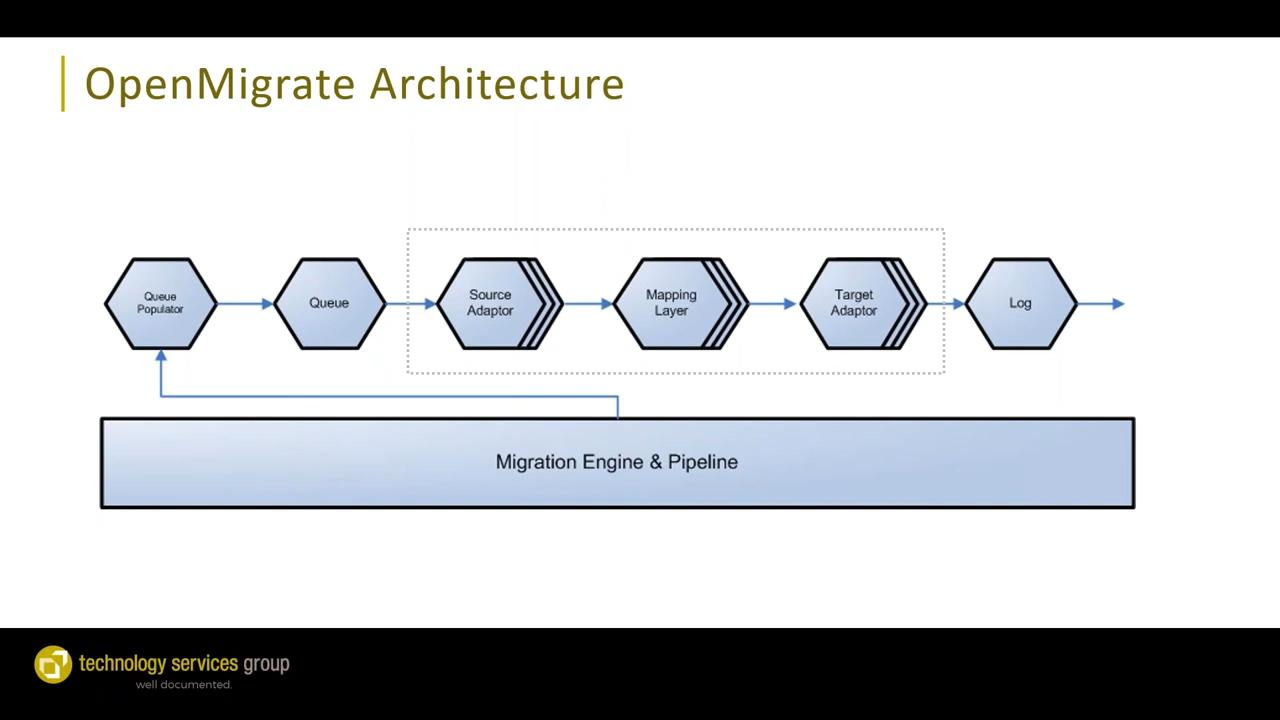 OpenMigrate Architecture
Queue
Populator
Queue
Source
Adaptor
Mapping
Layer
Target
Adaptor
Log
Migration Engine & Pipeline
technology services group
well documented.